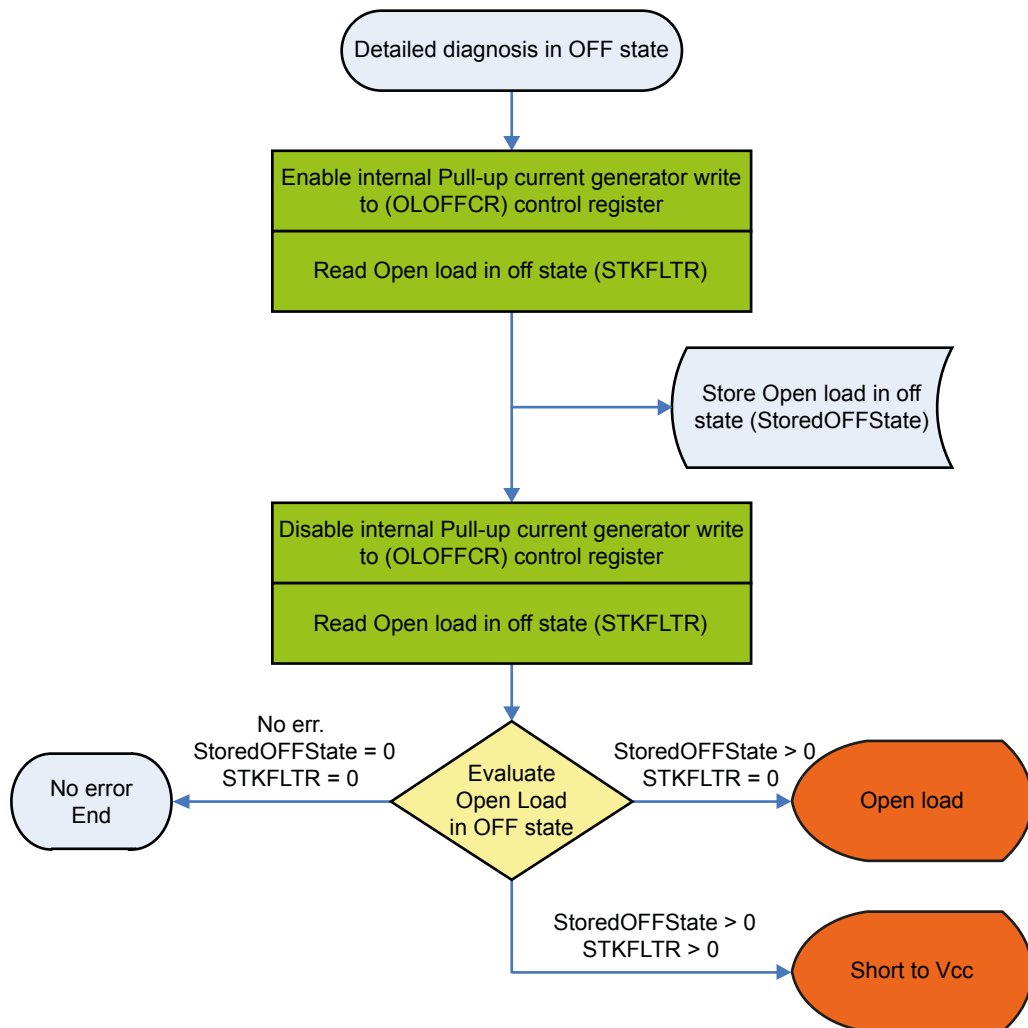 Detailed diagnosis in OFF state
Enable internal Pull-up current generator write
to (OLOFFCR) control register
Read Open load in off state (STKFLTR)
Store Open load in off
state (StoredOFFState)
Disable internal Pull-up current generator write
to (OLOFFCR) control register
Read Open load in off state (STKFLTR)
No err.
StoredOFFState = 0
STKFLTR = 0
StoredOFFState > 0
STKFLTR = 0
No error
End
Evaluate
Open Load
in OFF state
Open load
StoredOFFState > 0
STKFLTR > 0
Short to Vcc